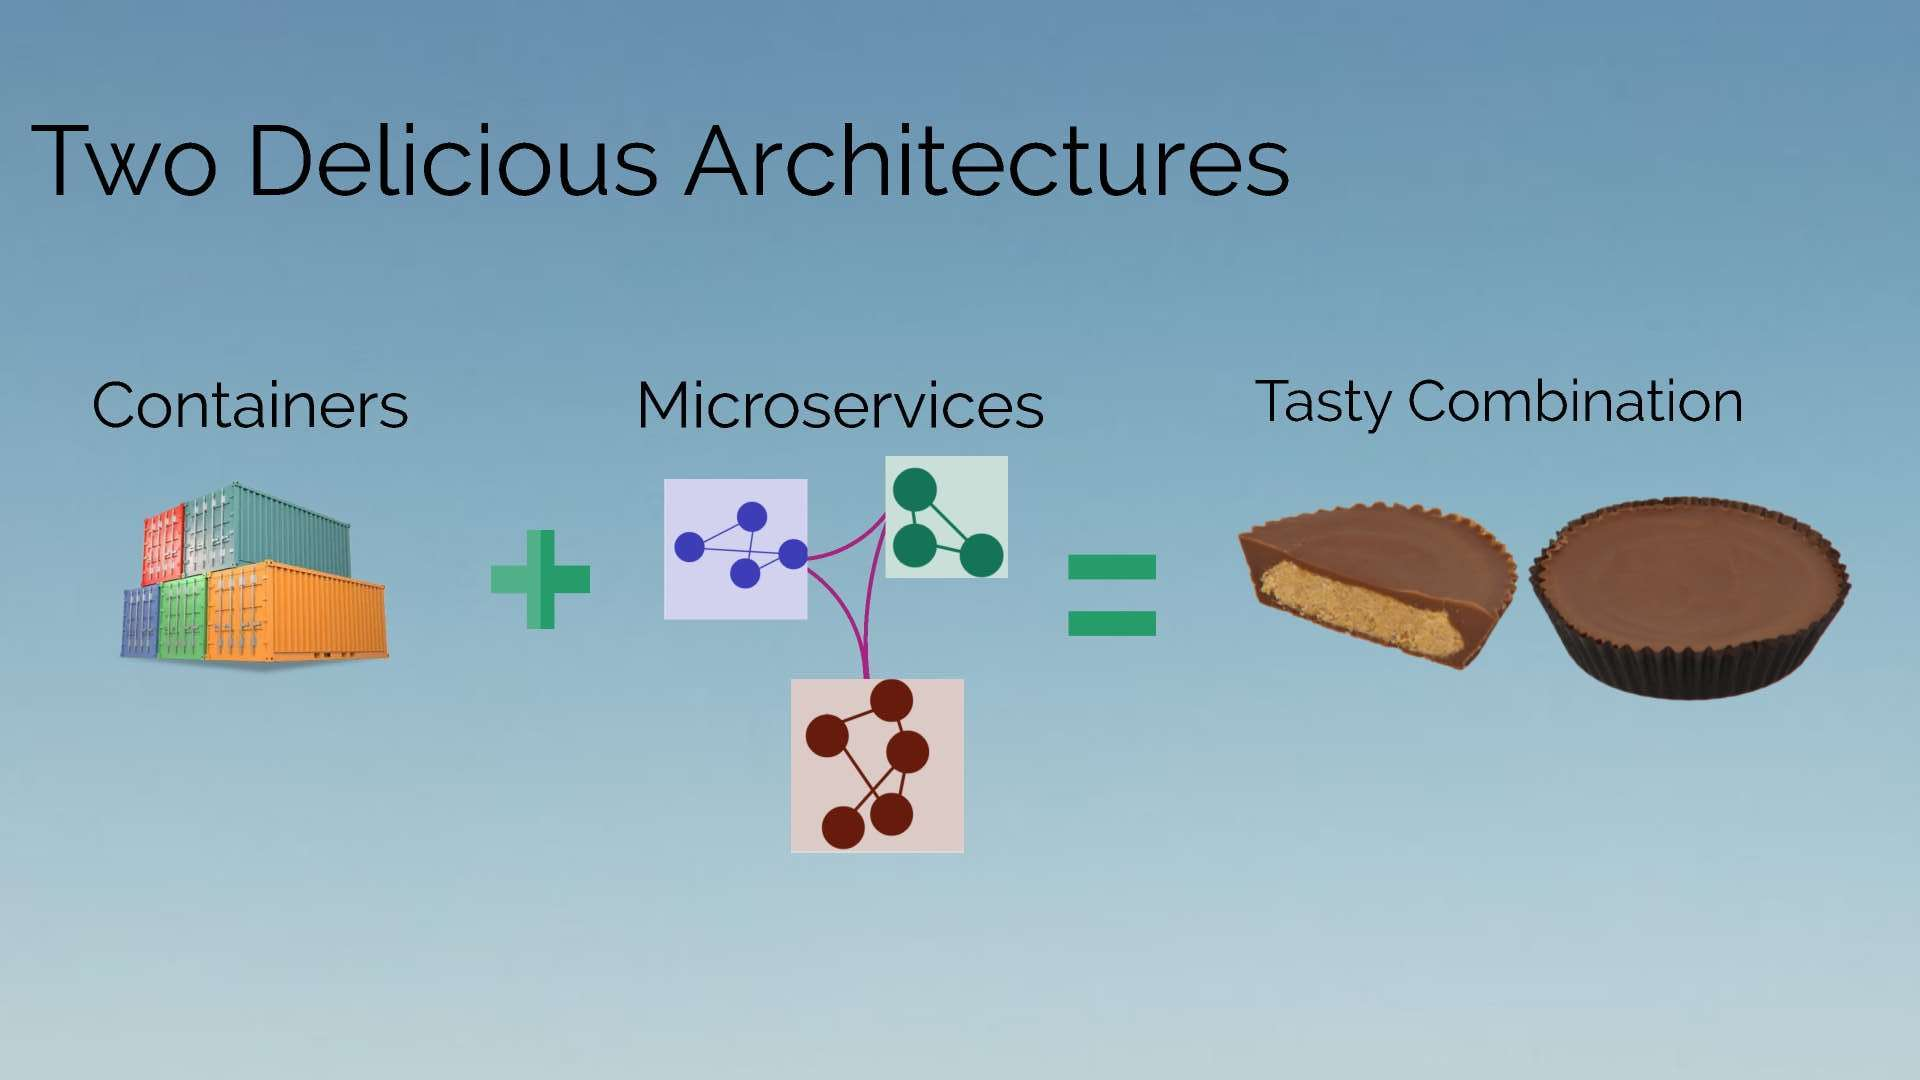 Two Delicious Architectures
Containers
Microservices
Tasty Combination